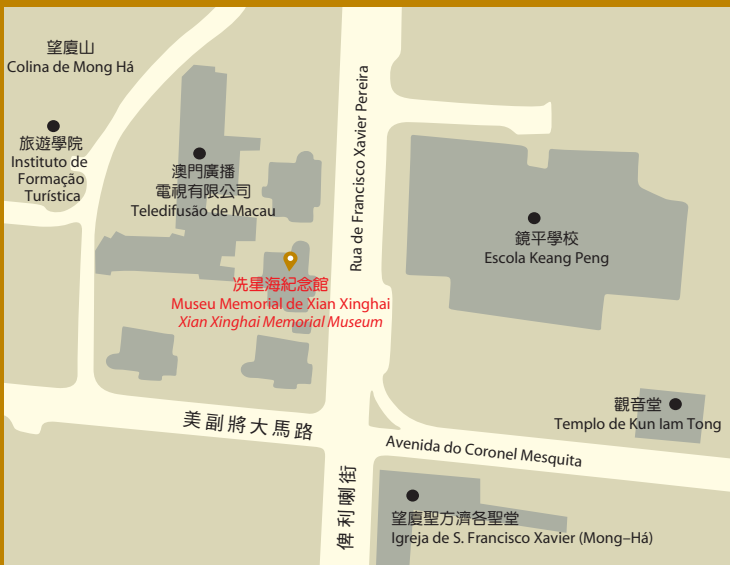 望廈山
Colina de Mong Há
旅遊學院
Instituto de
Formação
Turística
澳門廣播
電視有限公司
Teledifusão de Macau
Rua de Francisco Xavier Pereira
鏡平學校
Escola Keang Peng
冼星海紀念館
Museu Memorial de Xian Xinghai
Xian Xinghai Memorial Museum
觀音堂
Templo de Kun Iam Tong
美副將大馬路
Avenida do Coronel Mesquita
俾利喇街
望廈聖方濟各聖堂
Igreja de S. Francisco Xavier (Mong–Há)